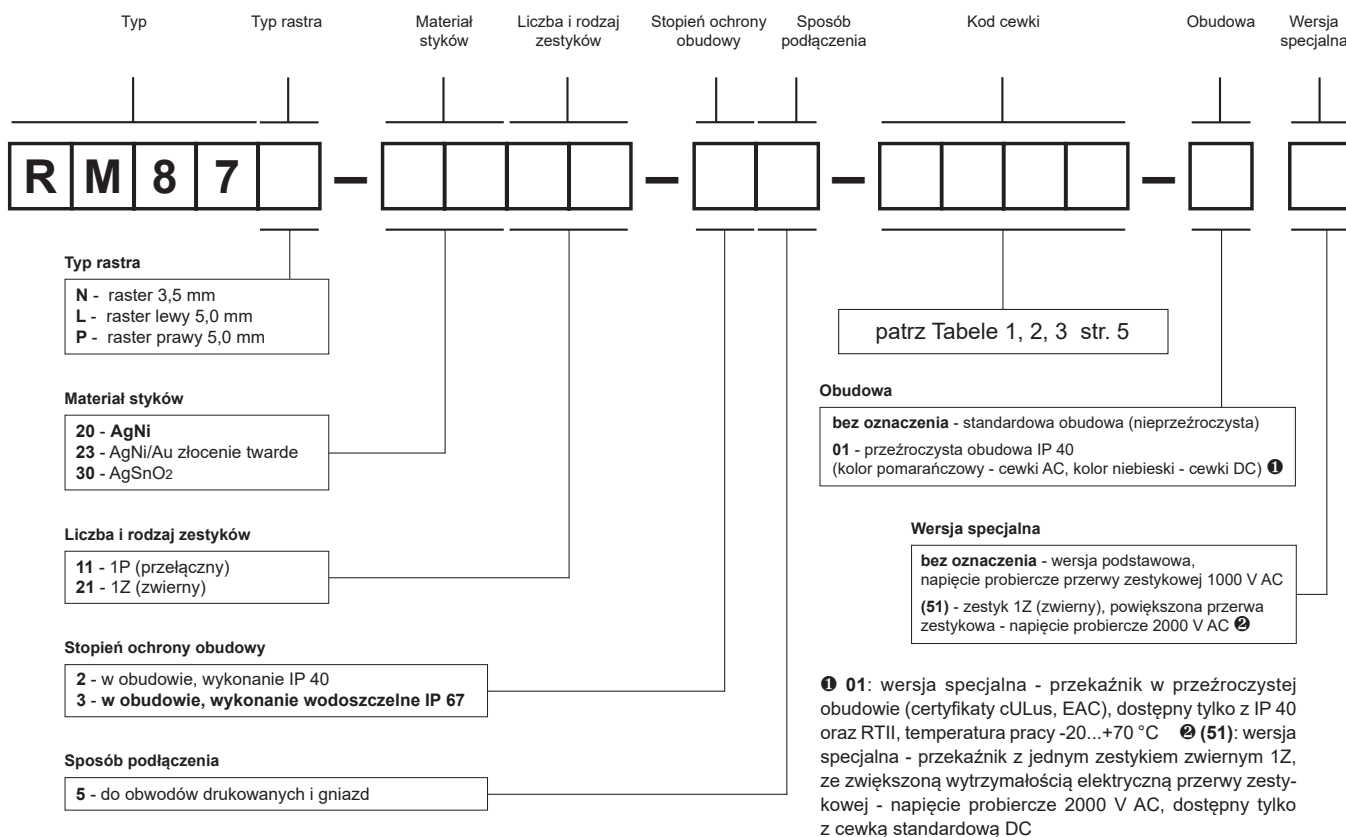 Typ
Typ rastra
Materiał
styków
Liczba i rodzaj
zestyków
Stopień ochrony
obudowy
Sposób
podłączenia
Kod cewki
Obudowa
Wersja
specjalna
R M 8 7 – – – –
Typ rastra
N - raster 3,5 mm
L - raster lewy 5,0 mm
P - raster prawy 5,0 mm
Materiał styków
20 - AgNi
23 - AgNi/Au złocenie twarde
30 - AgSnO2
Liczba i rodzaj zestyków
11 - 1P (przełączny)
21 - 1Z (zwierny)
Stopień ochrony obudowy
2 - w obudowie, wykonanie IP 40
3 - w obudowie, wykonanie wodoszczelne IP 67
Sposób podłączenia
5 - do obwodów drukowanych i gniazd
patrz Tabele 1, 2, 3 str. 5
Obudowa
bez oznaczenia - standardowa obudowa (nieprzeźroczysta)
01 - przeźroczysta obudowa IP 40
(kolor pomarańczowy - cewki AC, kolor niebieski - cewki DC) ❶
Wersja specjalna
bez oznaczenia - wersja podstawowa,
napięcie probiercze przerwy zestykowej 1000 V AC
(51) - zestyk 1Z (zwierny), powiększona przerwa
zestykowa - napięcie probiercze 2000 V AC ❷
❶ 01: wersja specjalna - przekaźnik w przeźroczystej
obudowie (certyfikaty cULus, EAC), dostępny tylko z IP 40
oraz RTII, temperatura pracy -20...+70 °C ❷ (51): wersja
specjalna - przekaźnik z jednym zestykiem zwiernym 1Z,
ze zwiększoną wytrzymałością elektryczną przerwy zesty-
kowej - napięcie probiercze 2000 V AC, dostępny tylko
z cewką standardową DC